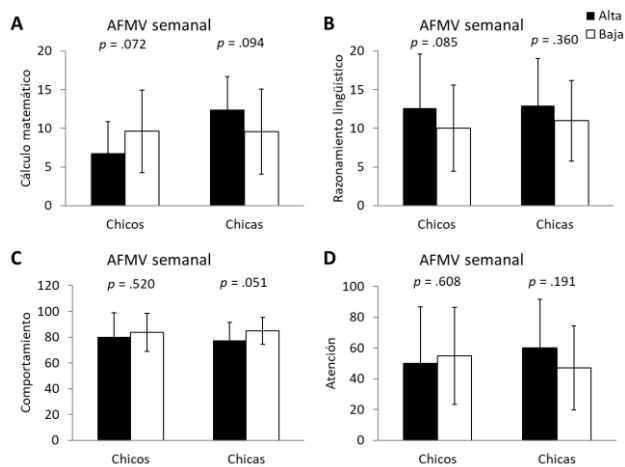 A
AFMV semanal
p = .072
p = .094
Cálculo matemático
20
15
10
5
0
Chicos
Chicas
B
AFMV semanal
Alta
Baja
p = .085
p = .360
Razonamiento lingüístico
20
15
10
5
0
Chicos
Chicas
C
AFMV semanal
p = .520
p = .051
Comportamiento
120
100
80
60
40
20
0
Chicos
Chicas
D
AFMV semanal
p = .608
p = .191
Atención
100
80
60
40
20
0
Chicos
Chicas